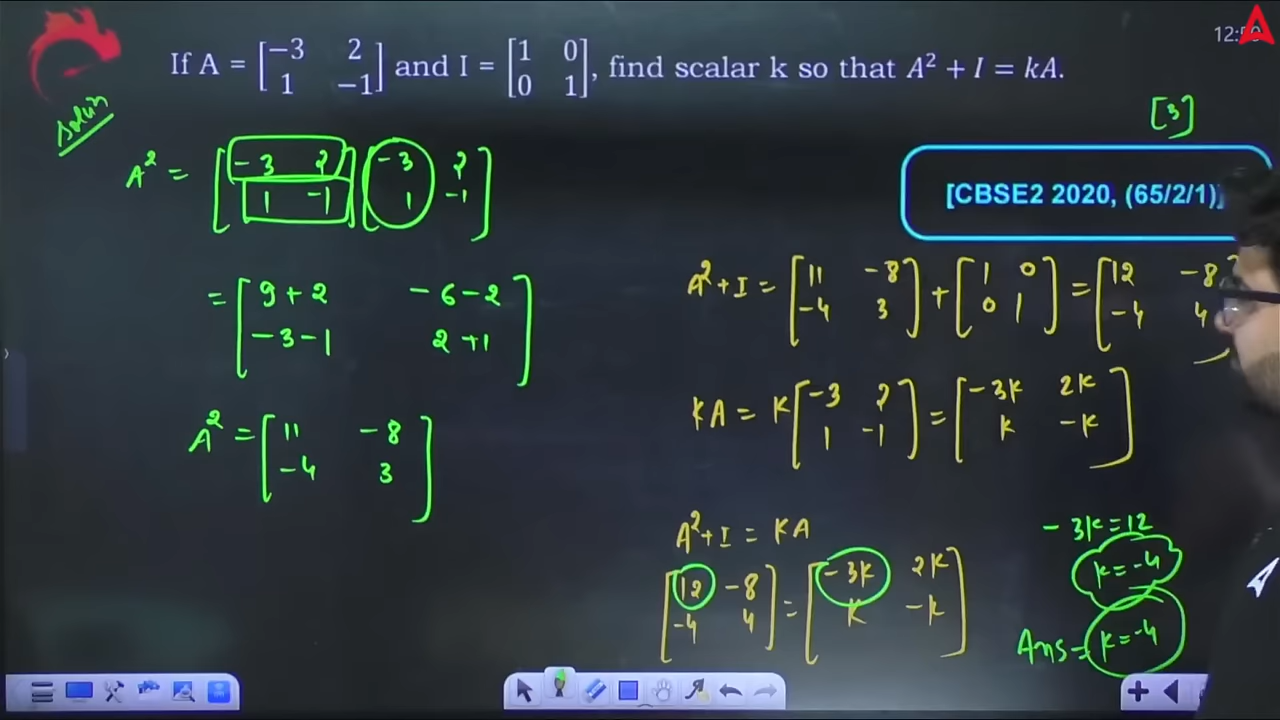 12:5
If A = [−3 2; 1 −1] and I = [1 0; 0 1], find scalar k so that A² + I = kA.
[3]
Solun
[CBSE2 2020, (65/2/1)]
A² = [−3 2; 1 −1] [−3 2; 1 −1]
= [9+2 −6−2; −3−1 2+1]
A² = [11 −8; −4 3]
A²+I = [11 −8; −4 3] + [1 0; 0 1] = [12 −8; −4 4
KA = K [−3 2; 1 −1] = [−3K 2K; K −K]
A²+I = KA
[12 −8; −4 4] = [−3K 2K; K −K]
−3K=12
K=−4
Ans = K=−4